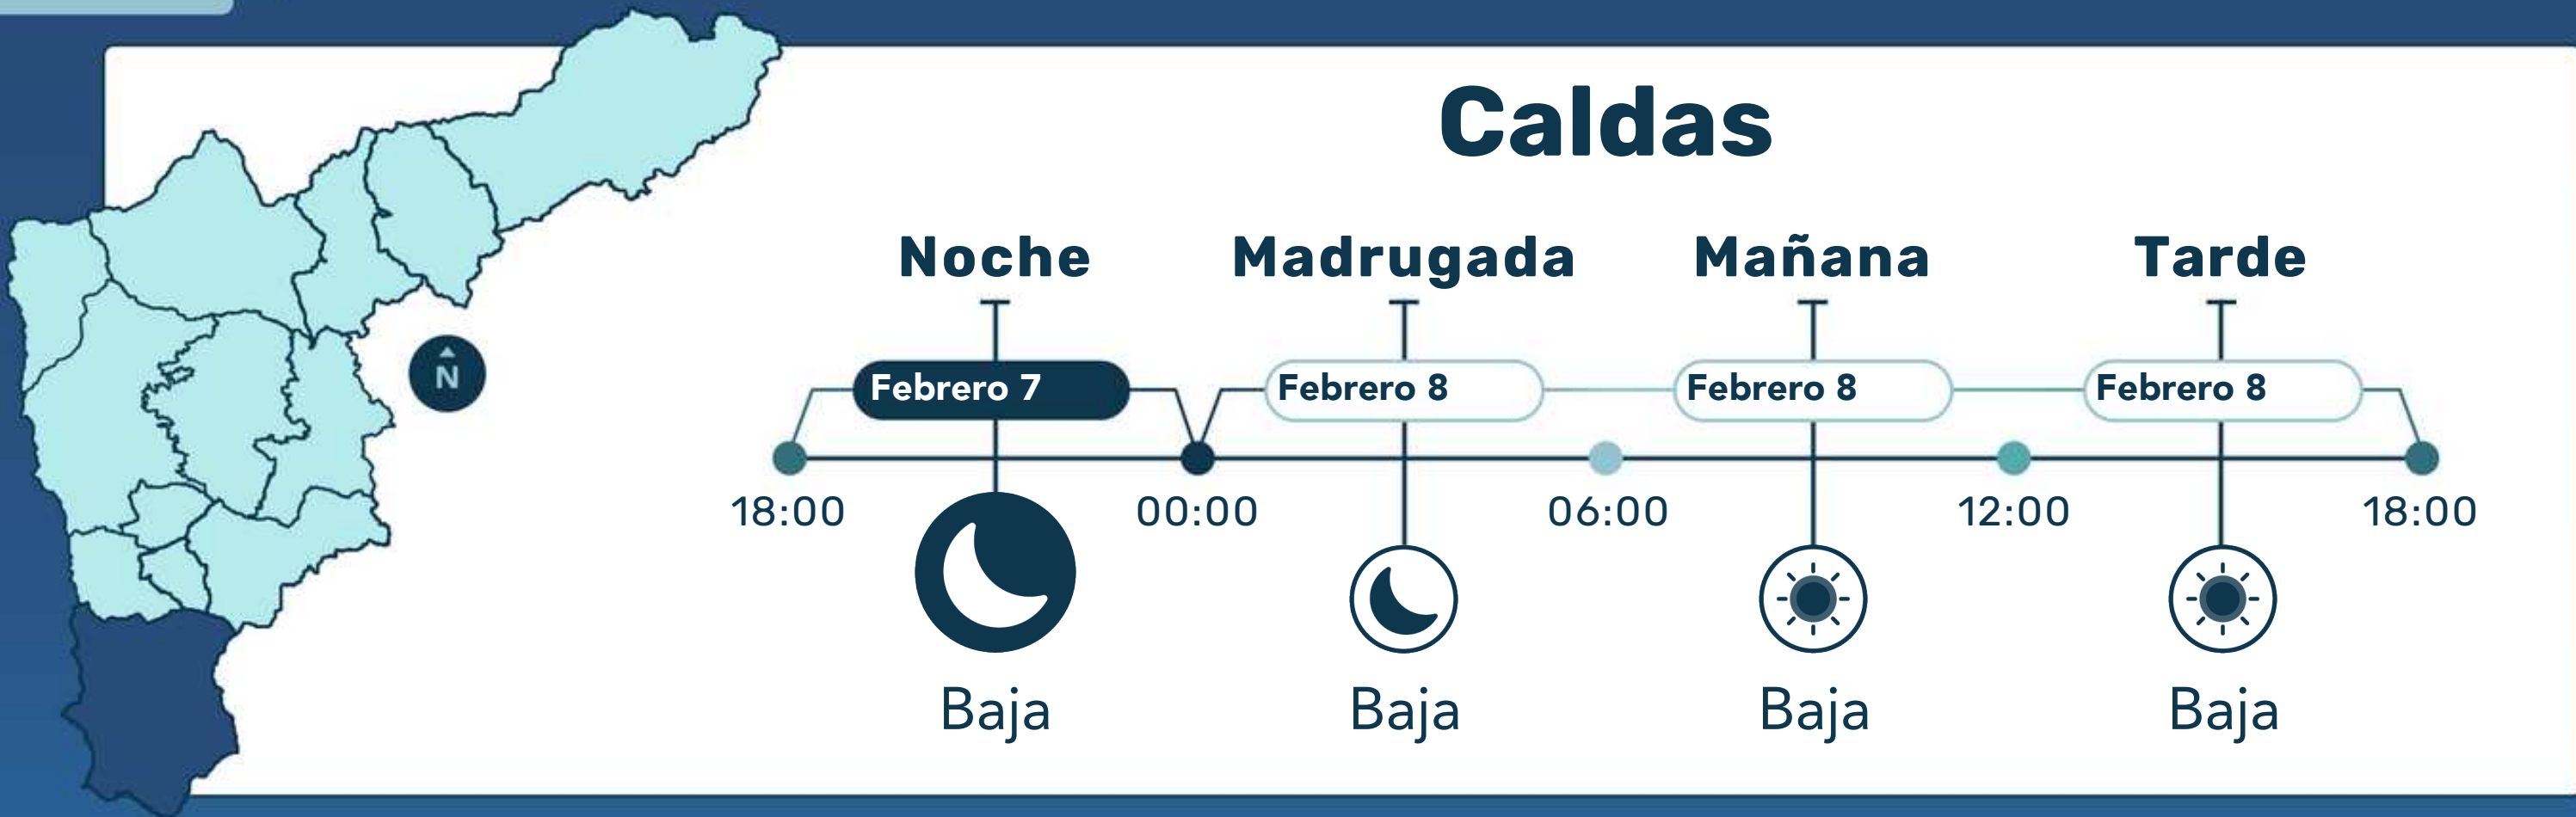 Caldas
Noche Madrugada Mañana Tarde
Febrero 7 Febrero 8 Febrero 8 Febrero 8
N
18:00 00:00 06:00 12:00 18:00
Baja Baja Baja Baja